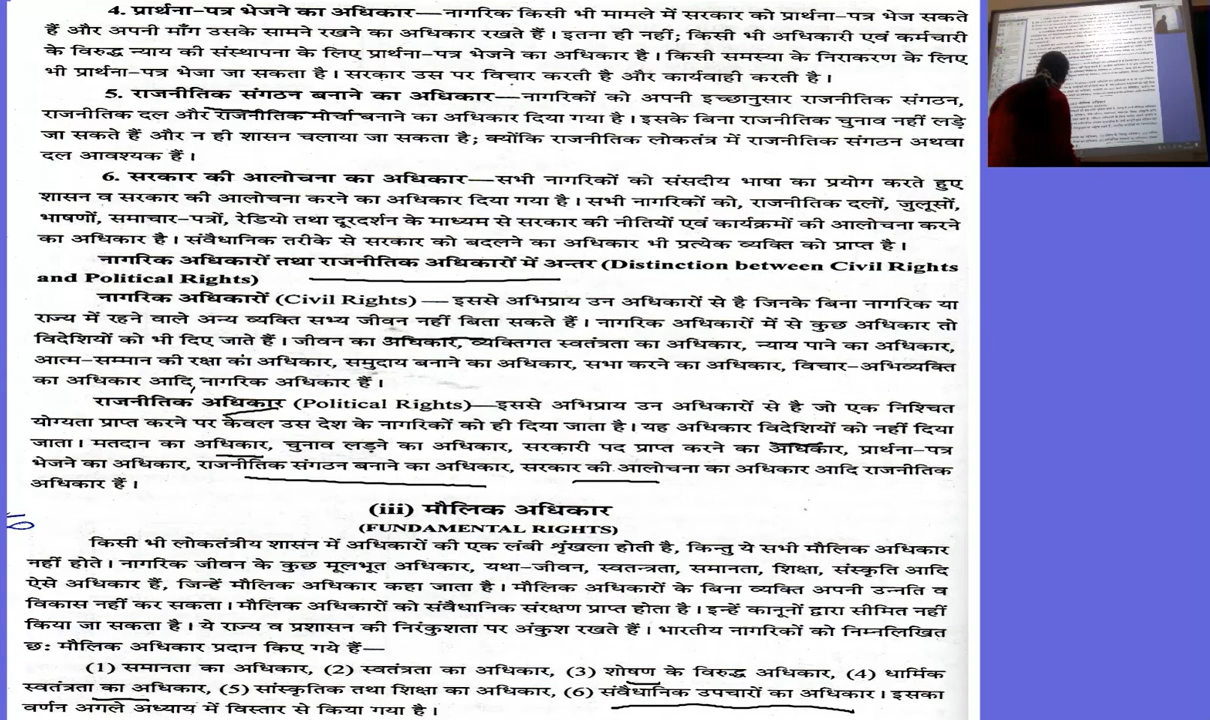 4. प्रार्थना-पत्र भेजने का अधिकार—नागरिक किसी भी मामले में सरकार को प्रार्थना-पत्र भेज सकते
हैं और अपनी माँग उसके सामने रखने का अधिकार रखते हैं। इतना ही नहीं; किसी भी अधिकारी एवं कर्मचारी
के विरुद्ध न्याय की संस्थापना के लिए प्रार्थना-पत्र भेजने का अधिकार है। किसी समस्या के निराकरण के लिए
भी प्रार्थना-पत्र भेजा जा सकता है। सरकार उस पर विचार करती है और कार्यवाही करती है।
5. राजनीतिक संगठन बनाने का अधिकार—नागरिकों को अपनी इच्छानुसार राजनीतिक संगठन,
राजनीतिक दल और राजनीतिक मोर्चा बनाने का अधिकार दिया गया है। इसके बिना राजनीतिक चुनाव नहीं लड़े
जा सकते हैं और न ही शासन चलाया जा सकता है; क्योंकि राजनीतिक लोकतंत्र में राजनीतिक संगठन अथवा
दल आवश्यक हैं।
6. सरकार की आलोचना का अधिकार—सभी नागरिकों को संसदीय भाषा का प्रयोग करते हुए
शासन व सरकार की आलोचना करने का अधिकार दिया गया है। सभी नागरिकों को, राजनीतिक दलों, जुलूसों,
भाषणों, समाचार-पत्रों, रेडियो तथा दूरदर्शन के माध्यम से सरकार की नीतियों एवं कार्यक्रमों की आलोचना करने
का अधिकार है। संवैधानिक तरीके से सरकार को बदलने का अधिकार भी प्रत्येक व्यक्ति को प्राप्त है।
नागरिक अधिकारों तथा राजनीतिक अधिकारों में अन्तर (Distinction between Civil Rights
and Political Rights)
नागरिक अधिकारों (Civil Rights) — इससे अभिप्राय उन अधिकारों से है जिनके बिना नागरिक या
राज्य में रहने वाले अन्य व्यक्ति सभ्य जीवन नहीं बिता सकते हैं। नागरिक अधिकारों में से कुछ अधिकार तो
विदेशियों को भी दिए जाते हैं। जीवन का अधिकार, व्यक्तिगत स्वतंत्रता का अधिकार, न्याय पाने का अधिकार,
आत्म-सम्मान की रक्षा का अधिकार, समुदाय बनाने का अधिकार, सभा करने का अधिकार, विचार-अभिव्यक्ति
का अधिकार आदि नागरिक अधिकार हैं।
राजनीतिक अधिकार (Political Rights)—इससे अभिप्राय उन अधिकारों से है जो एक निश्चित
योग्यता प्राप्त करने पर केवल उस देश के नागरिकों को ही दिया जाता है। यह अधिकार विदेशियों को नहीं दिया
जाता। मतदान का अधिकार, चुनाव लड़ने का अधिकार, सरकारी पद प्राप्त करने का अधिकार, प्रार्थना-पत्र
भेजने का अधिकार, राजनीतिक संगठन बनाने का अधिकार, सरकार की आलोचना का अधिकार आदि राजनीतिक
अधिकार हैं।
(iii) मौलिक अधिकार
(FUNDAMENTAL RIGHTS)
किसी भी लोकतंत्रीय शासन में अधिकारों की एक लंबी शृंखला होती है, किन्तु ये सभी मौलिक अधिकार
नहीं होते। नागरिक जीवन के कुछ मूलभूत अधिकार, यथा-जीवन, स्वतन्त्रता, समानता, शिक्षा, संस्कृति आदि
ऐसे अधिकार हैं, जिन्हें मौलिक अधिकार कहा जाता है। मौलिक अधिकारों के बिना व्यक्ति अपनी उन्नति व
विकास नहीं कर सकता। मौलिक अधिकारों को संवैधानिक संरक्षण प्राप्त होता है। इन्हें कानूनों द्वारा सीमित नहीं
किया जा सकता है। ये राज्य व प्रशासन की निरंकुशता पर अंकुश रखते हैं। भारतीय नागरिकों को निम्नलिखित
छः मौलिक अधिकार प्रदान किए गये हैं—
(1) समानता का अधिकार, (2) स्वतंत्रता का अधिकार, (3) शोषण के विरुद्ध अधिकार, (4) धार्मिक
स्वतंत्रता का अधिकार, (5) सांस्कृतिक तथा शिक्षा का अधिकार, (6) संवैधानिक उपचारों का अधिकार। इसका
वर्णन अगले अध्याय में विस्तार से किया गया है।